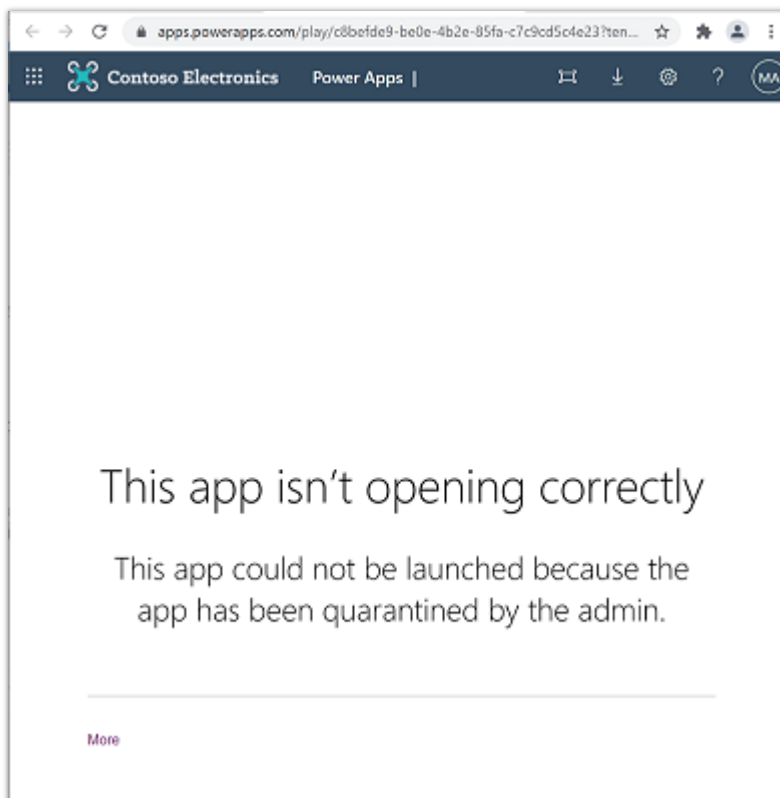 apps.powerapps.com/play/c8befde9-be0e-4b2e-85fa-c7c9cd5c4e23?ten...
Contoso Electronics Power Apps | ? MA
This app isn't opening correctly
This app could not be launched because the
app has been quarantined by the admin.
More